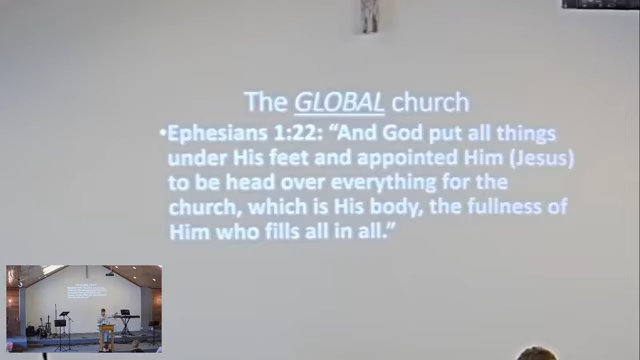 The GLOBAL church
•Ephesians 1:22: “And God put all things
under His feet and appointed Him (Jesus)
to be head over everything for the
church, which is His body, the fullness of
Him who fills all in all.”